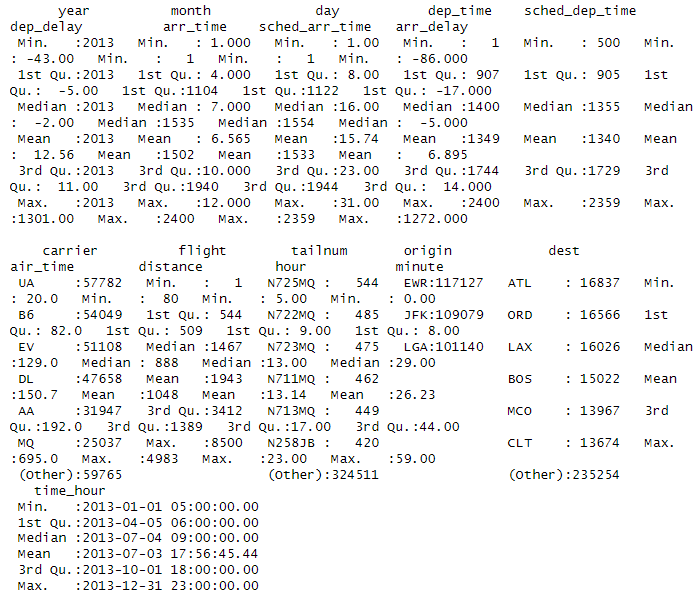 year month day dep_time sched_dep_time
dep_delay arr_time sched_arr_time arr_delay
Min. :2013 Min. : 1.000 Min. : 1.00 Min. : 1 Min. : 500 Min.
: -43.00 Min. : 1 Min. : 1 Min. : -86.000
1st Qu.:2013 1st Qu.: 4.000 1st Qu.: 8.00 1st Qu.: 907 1st Qu.: 905 1st
Qu.: -5.00 1st Qu.:1104 1st Qu.:1122 1st Qu.: -17.000
Median :2013 Median : 7.000 Median :16.00 Median :1400 Median :1355 Median
: -2.00 Median :1535 Median :1554 Median : -5.000
Mean :2013 Mean : 6.565 Mean :15.74 Mean :1349 Mean :1340 Mean
: 12.56 Mean :1502 Mean :1533 Mean : 6.895
3rd Qu.:2013 3rd Qu.:10.000 3rd Qu.:23.00 3rd Qu.:1744 3rd Qu.:1729 3rd
Qu.: 11.00 3rd Qu.:1940 3rd Qu.:1944 3rd Qu.: 14.000
Max. :2013 Max. :12.000 Max. :31.00 Max. :2400 Max. :2359 Max.
:1301.00 Max. :2400 Max. :2359 Max. :1272.000
carrier flight tailnum origin dest
air_time distance hour minute
UA :57782 Min. : 1 N725MQ : 544 EWR:117127 ATL : 16837 Min.
: 20.0 Min. : 80 Min. : 5.00 Min. : 0.00
B6 :54049 1st Qu.: 544 N722MQ : 485 JFK:109079 ORD : 16566 1st
Qu.: 82.0 1st Qu.: 509 1st Qu.: 9.00 1st Qu.: 8.00
EV :51108 Median :1467 N723MQ : 475 LGA:101140 LAX : 16026 Median
:129.0 Median : 888 Median :13.00 Median :29.00
DL :47658 Mean :1943 N711MQ : 462 BOS : 15022 Mean
:150.7 Mean :1048 Mean :13.14 Mean :26.23
AA :31947 3rd Qu.:3412 N713MQ : 449 MCO : 13967 3rd
Qu.:192.0 3rd Qu.:1389 3rd Qu.:17.00 3rd Qu.:44.00
MQ :25037 Max. :8500 N258JB : 420 CLT : 13674 Max.
:695.0 Max. :4983 Max. :23.00 Max. :59.00
(Other):59765 (Other):324511 (Other):235254
time_hour
Min. :2013-01-01 05:00:00.00
1st Qu.:2013-04-05 06:00:00.00
Median :2013-07-04 09:00:00.00
Mean :2013-07-03 17:56:45.44
3rd Qu.:2013-10-01 18:00:00.00
Max. :2013-12-31 23:00:00.00